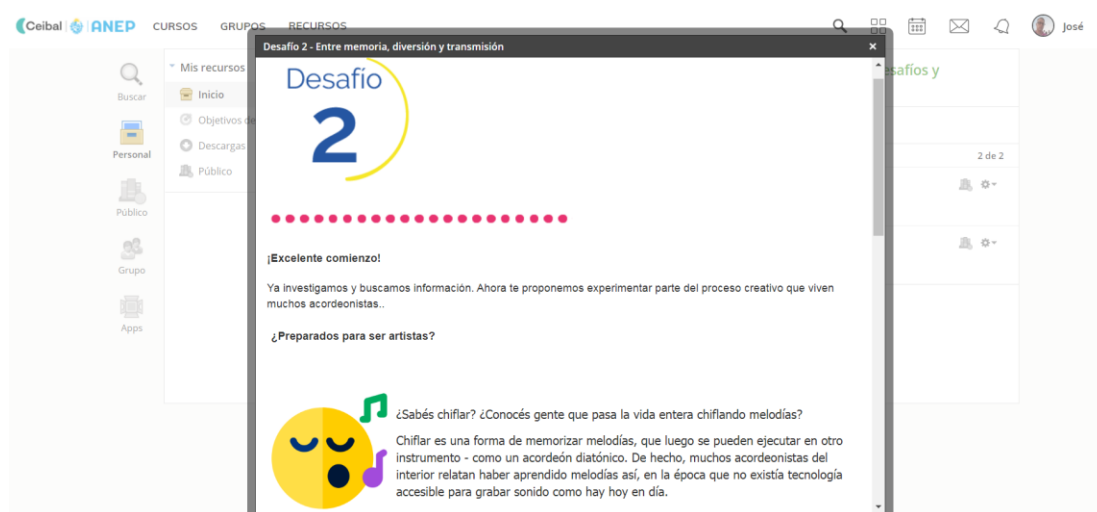 Ceibal ANEP CURSOS GRUPOS RECURSOS José
Desafío 2 - Entre memoria, diversión y transmisión ×
Buscar
Personal
Público
Grupo
Apps
Mis recursos
Inicio
Objetivos de
Descargas
Público
Desafío
2
¡Excelente comienzo!
Ya investigamos y buscamos información. Ahora te proponemos experimentar parte del proceso creativo que viven
muchos acordeonistas..
¿Preparados para ser artistas?
¿Sabés chiflar? ¿Conocés gente que pasa la vida entera chiflando melodías?
Chiflar es una forma de memorizar melodías, que luego se pueden ejecutar en otro
instrumento - como un acordeón diatónico. De hecho, muchos acordeonistas del
interior relatan haber aprendido melodías así, en la época que no existía tecnología
accesible para grabar sonido como hay hoy en día.
esafíos y
2 de 2